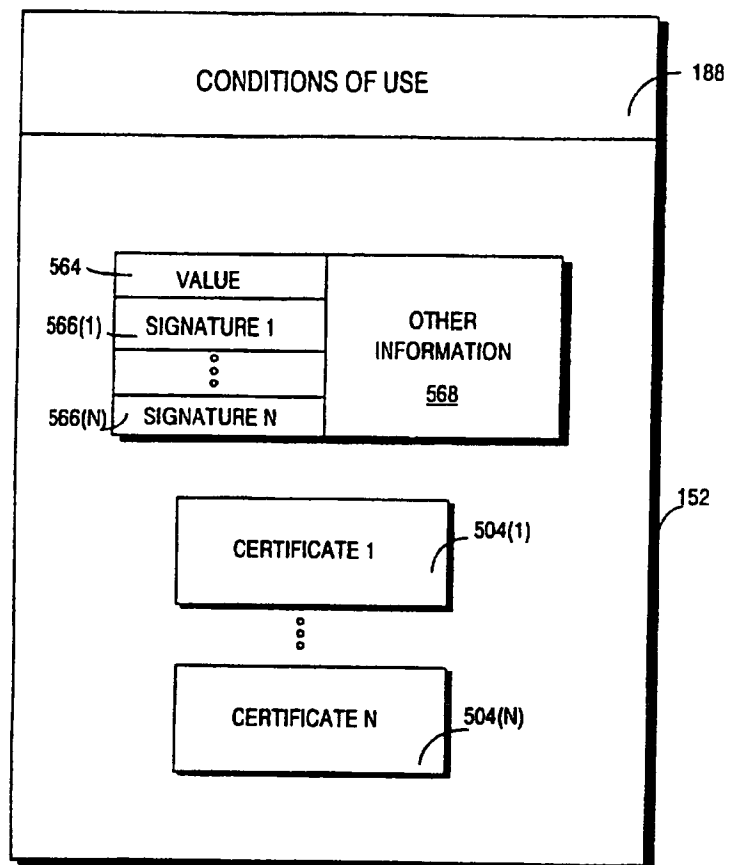 CONDITIONS OF USE
188
564
VALUE
566(1)
SIGNATURE 1
566(N)
SIGNATURE N
OTHER
INFORMATION
568
152
CERTIFICATE 1
504(1)
CERTIFICATE N
504(N)